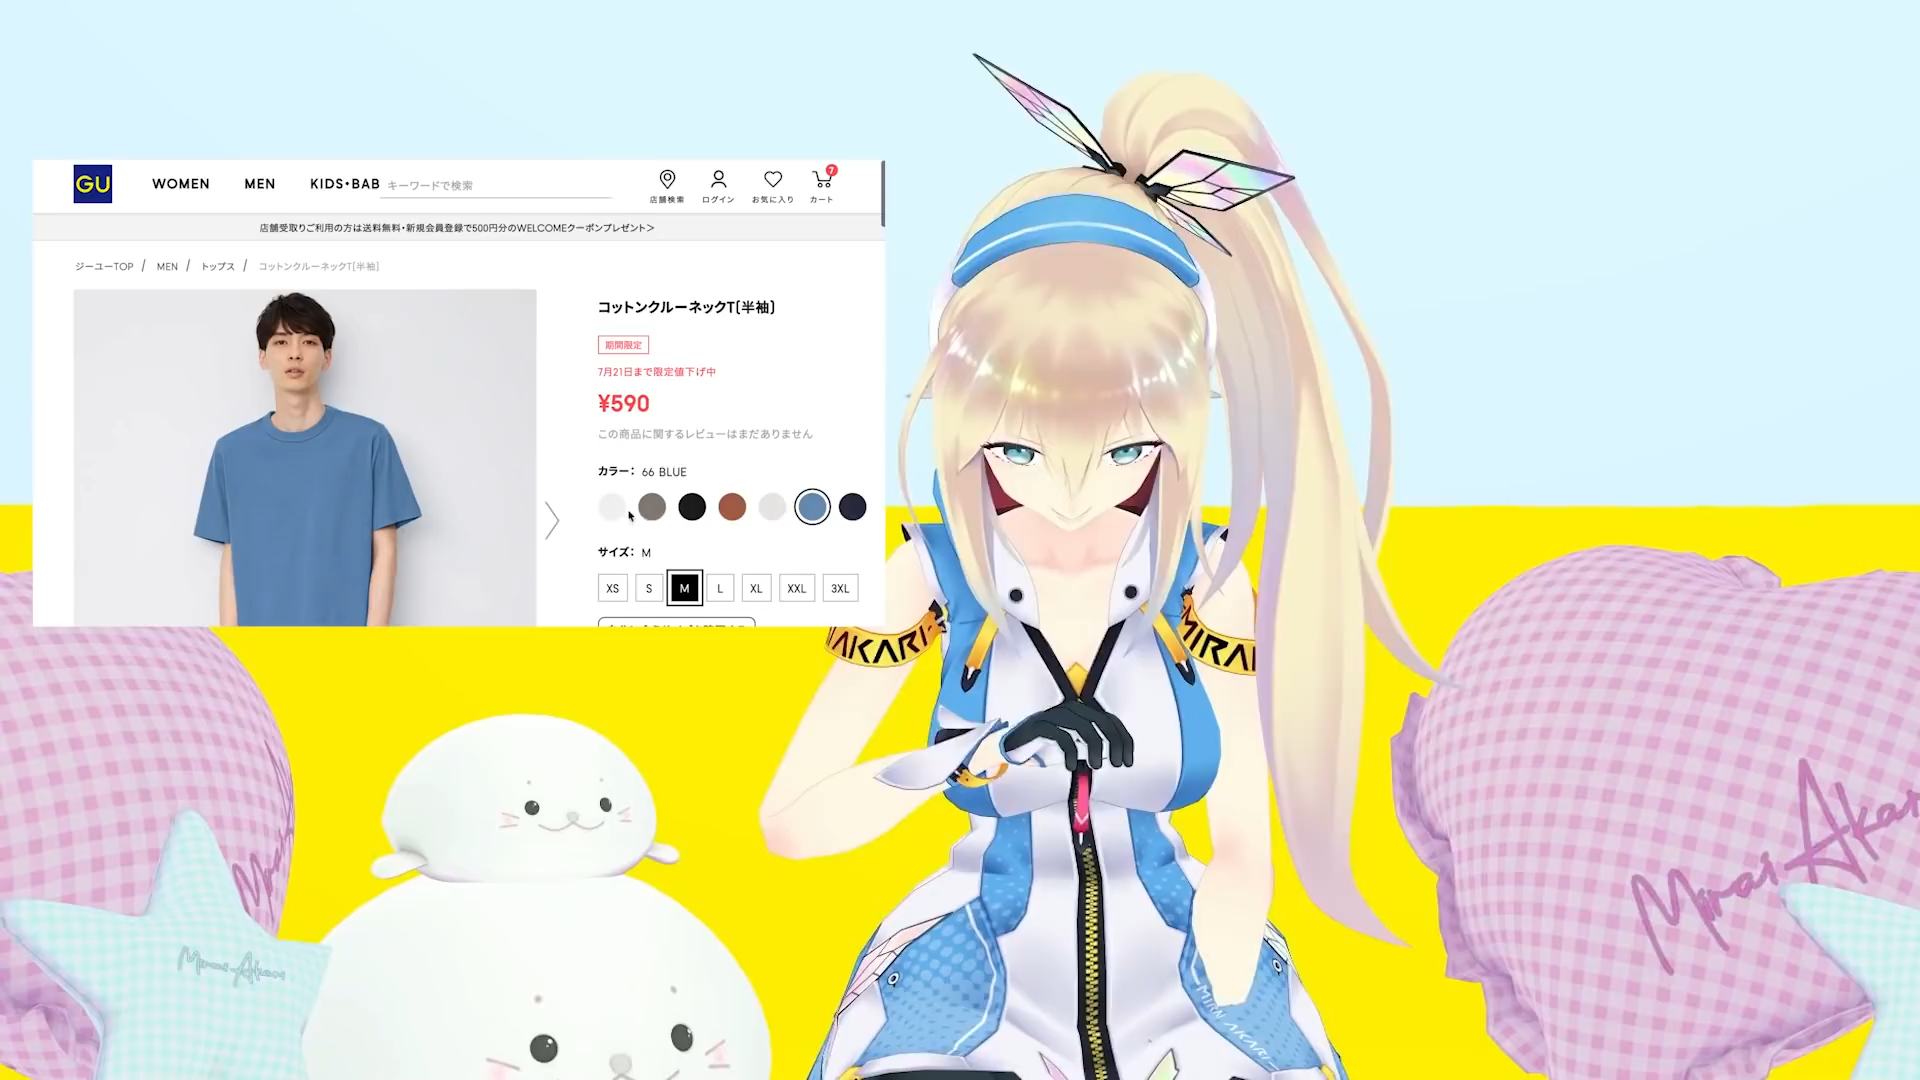 GU
WOMEN MEN KIDS•BAB キーワードで検索
店舗検索 ログイン お気に入り カート
7
店舗受取りご利用の方は送料無料・新規会員登録で500円分のWELCOMEクーポンプレゼント＞
ジーユーTOP / MEN / トップス / コットンクルーネックT[半袖]
コットンクルーネックT[半袖]
期間限定
7月21日まで限定値下げ中
¥590
この商品に関するレビューはまだありません
カラー： 66 BLUE
サイズ： M
XS S M L XL XXL 3XL
AKARI-
MIRAI
Mirai Akari
Mirai Akari
MIRAI AKARI